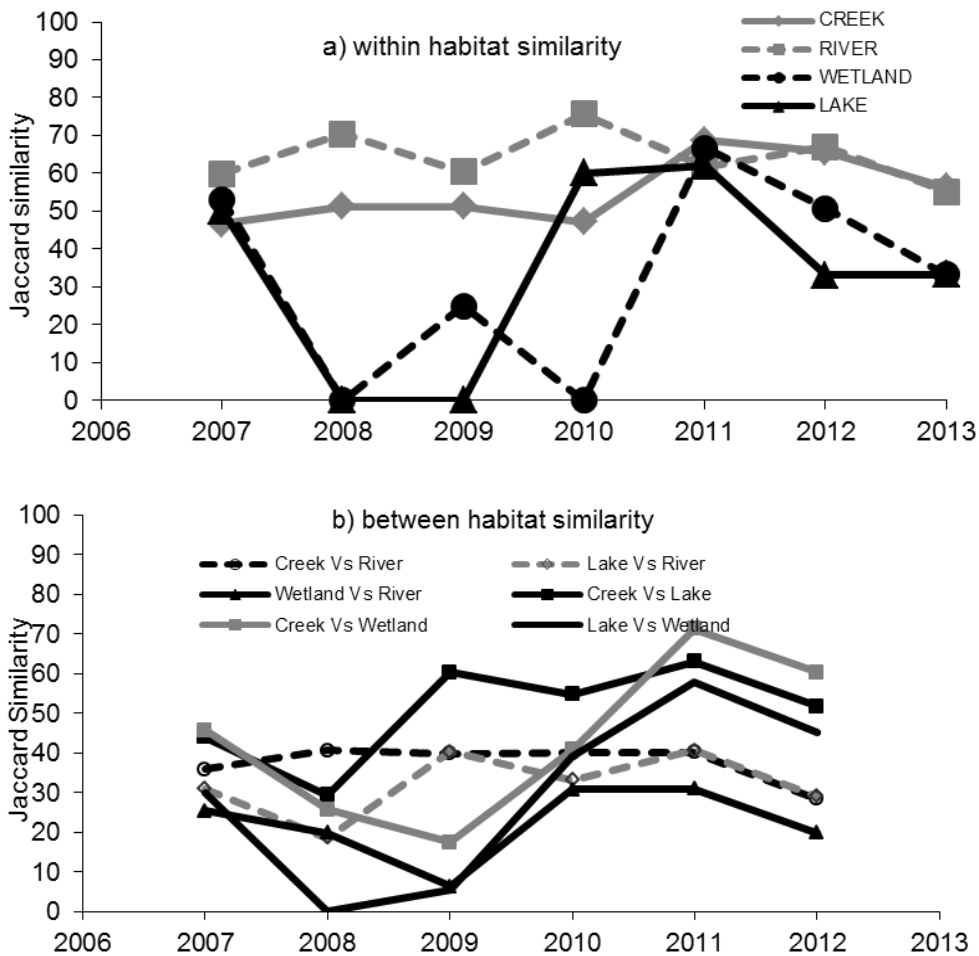 100
90
80
70
60
50
40
30
20
10
0
Jaccard similarity
a) within habitat similarity
CREEK
RIVER
WETLAND
LAKE
2006 2007 2008 2009 2010 2011 2012 2013
100
90
80
70
60
50
40
30
20
10
0
Jaccard Similarity
b) between habitat similarity
Creek Vs River Lake Vs River
Wetland Vs River Creek Vs Lake
Creek Vs Wetland Lake Vs Wetland
2006 2007 2008 2009 2010 2011 2012 2013